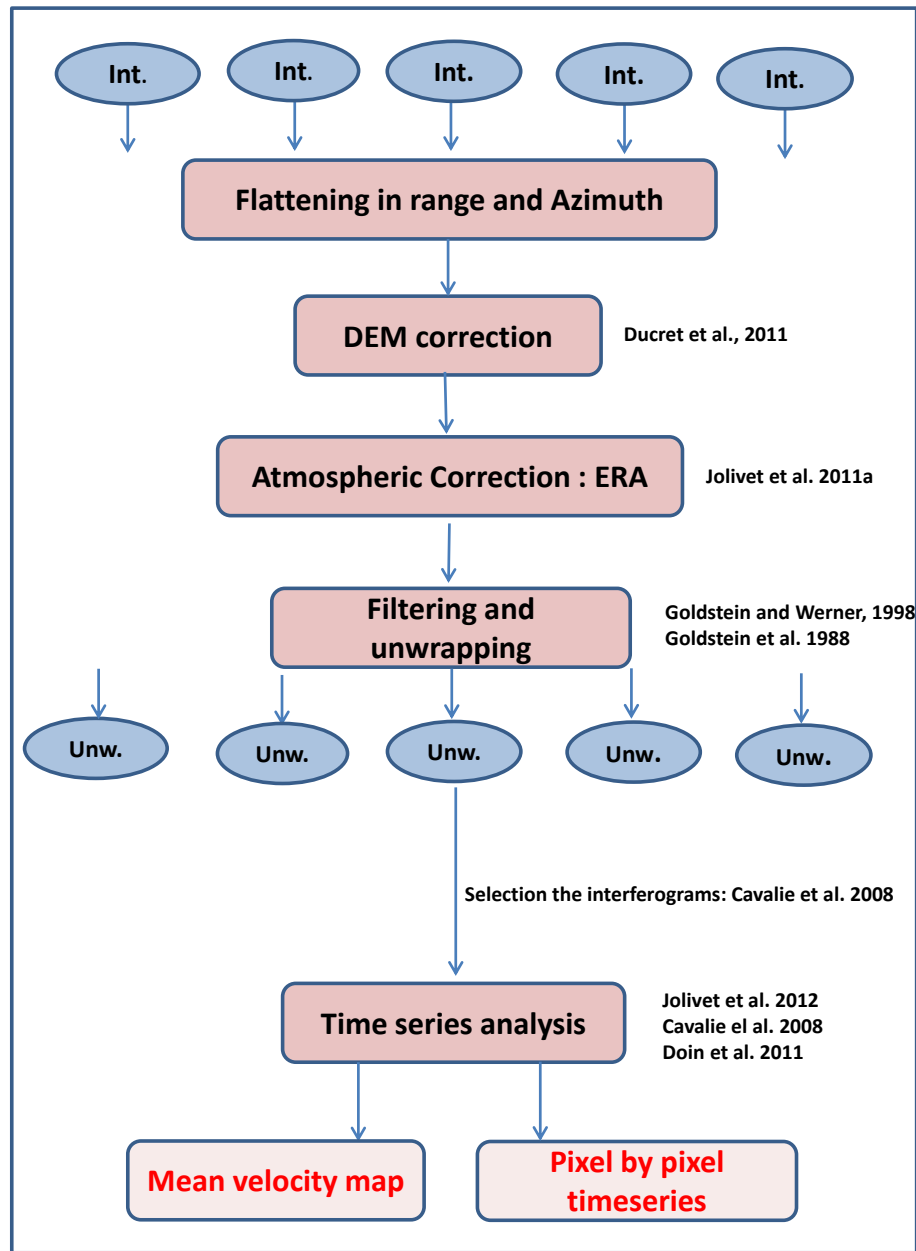 Int.
Int.
Int.
Int.
Int.
Flattening in range and Azimuth
DEM correction
Ducret et al., 2011
Atmospheric Correction : ERA
Jolivet et al. 2011a
Filtering and
unwrapping
Goldstein and Werner, 1998
Goldstein et al. 1988
Unw.
Unw.
Unw.
Unw.
Unw.
Selection the interferograms: Cavalie et al. 2008
Time series analysis
Jolivet et al. 2012
Cavalie el al. 2008
Doin et al. 2011
Mean velocity map
Pixel by pixel
timeseries